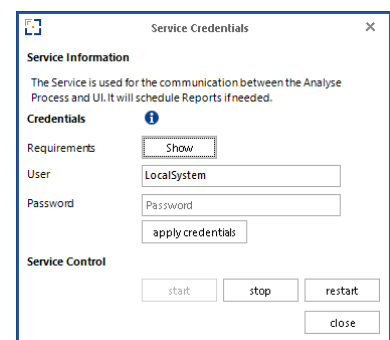 Service Credentials
Service Information
The Service is used for the communication between the Analyse
Process and UI. It will schedule Reports if needed.
Credentials
Requirements Show
User LocalSystem
Password Password
apply credentials
Service Control
start stop restart
close